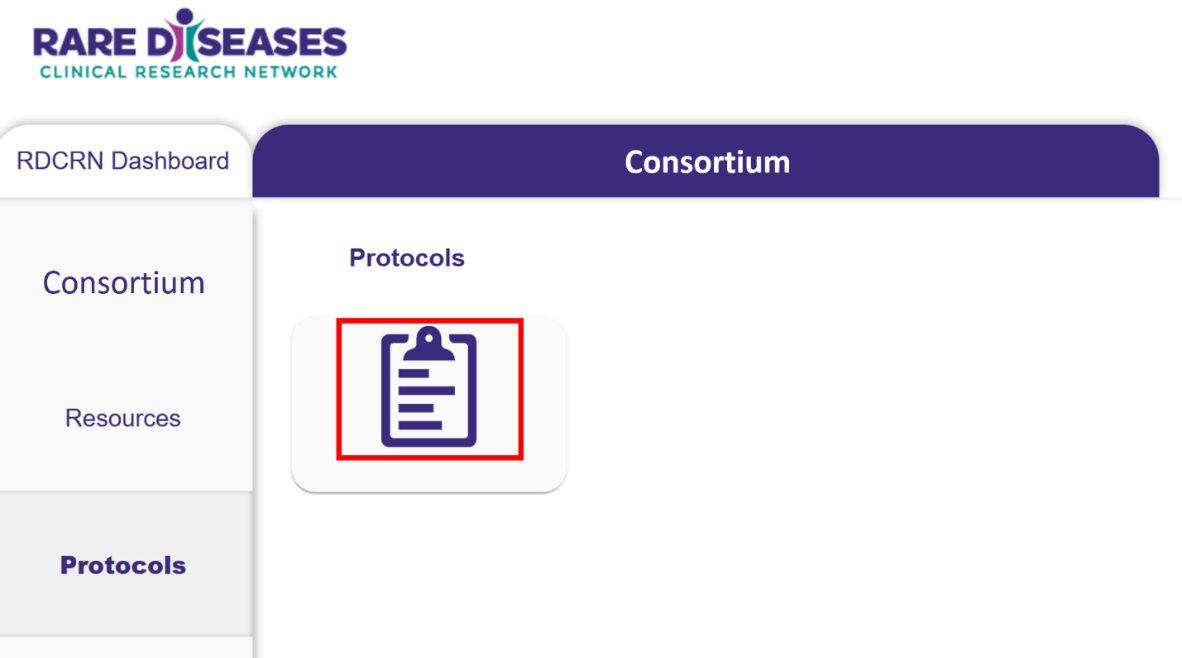 RARE DISEASES
CLINICAL RESEARCH NETWORK
RDCRN Dashboard
Consortium
Consortium
Resources
Protocols
Protocols